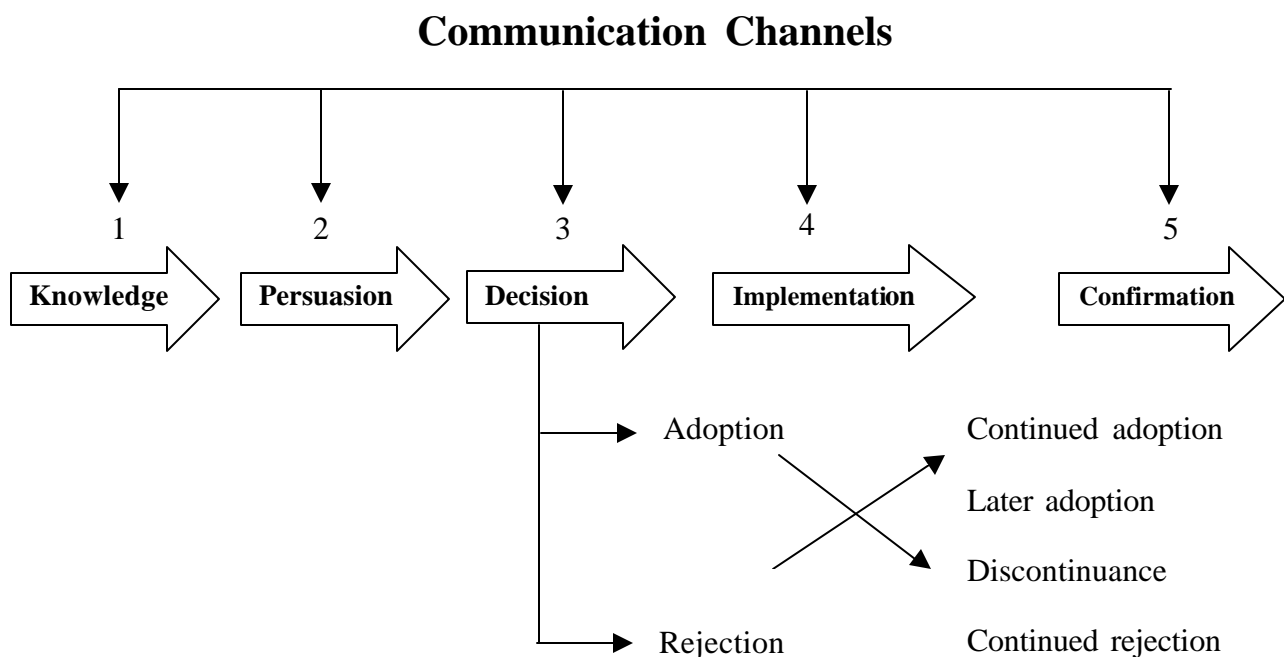 Communication Channels
1 2 3 4 5
Knowledge Persuasion Decision Implementation Confirmation
Adoption Continued adoption
Later adoption
Discontinuance
Rejection Continued rejection